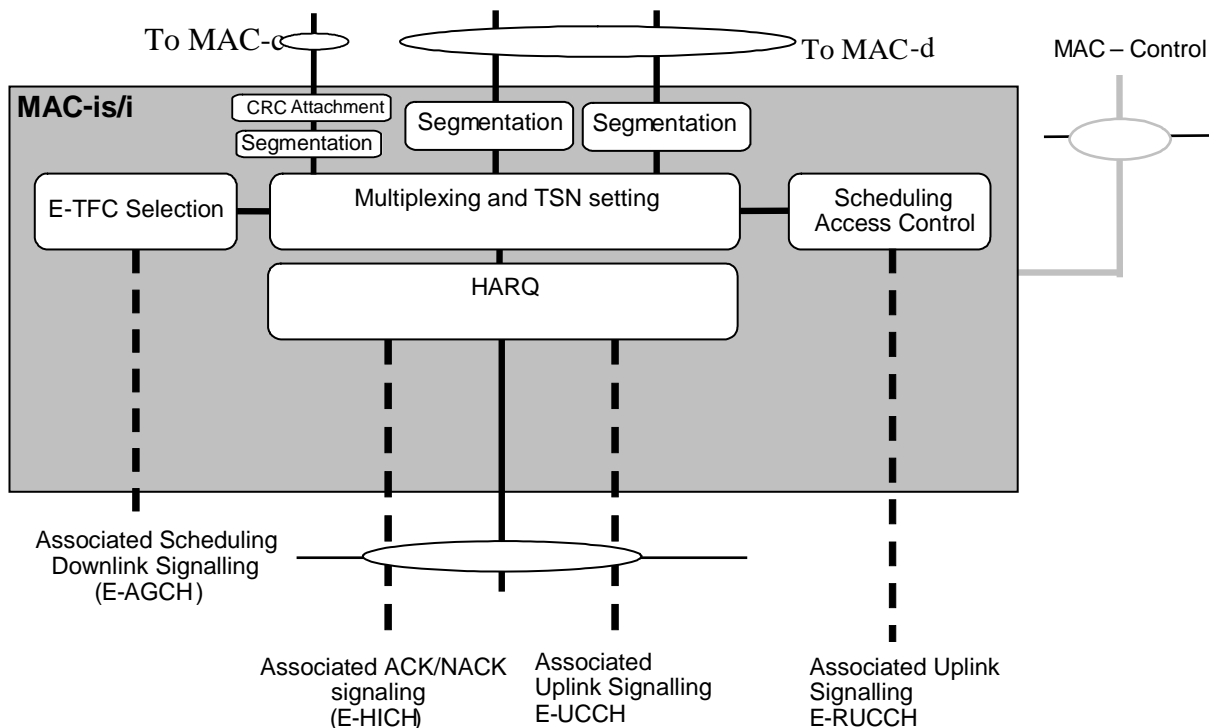 To MAC-c
To MAC-d
MAC – Control
MAC-is/i
CRC Attachment
Segmentation
Segmentation
Segmentation
E-TFC Selection
Multiplexing and TSN setting
Scheduling
Access Control
HARQ
Associated Scheduling
Downlink Signalling
(E-AGCH)
Associated ACK/NACK
signaling
(E-HICH)
Associated
Uplink Signalling
E-UCCH
Associated Uplink
Signalling
E-RUCCH